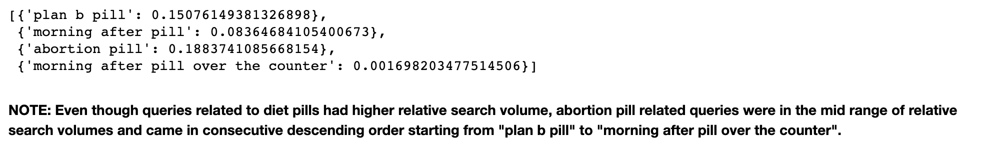 [{'plan b pill': 0.15076149381326898},
 {'morning after pill': 0.08364684105400673},
 {'abortion pill': 0.1883741085668154},
 {'morning after pill over the counter': 0.001698203477514506}]
NOTE: Even though queries related to diet pills had higher relative search volume, abortion pill related queries were in the mid range of relative
search volumes and came in consecutive descending order starting from "plan b pill" to "morning after pill over the counter".